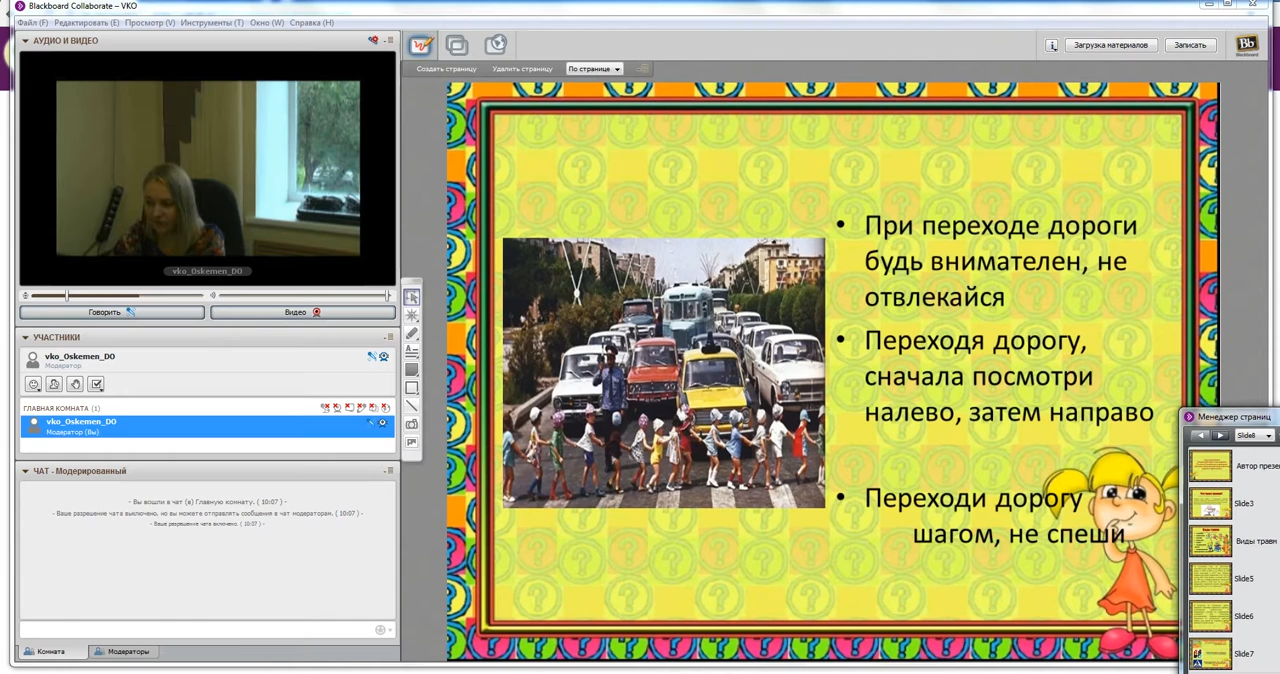 Blackboard Collaborate – VKO
Файл (F) Редактировать (E) Просмотр (V) Инструменты (T) Окно (W) Справка (H)
АУДИО И ВИДЕО
vko_Oskemen_DO
Говорить
Видео
УЧАСТНИКИ
vko_Oskemen_DO
Модератор
ГЛАВНАЯ КОМНАТА (1)
vko_Oskemen_DO
Модератор (Вы)
ЧАТ - Модерированный
- Вы вошли в чат (в) Главную комнату. ( 10:07 ) -
- Ваше разрешение чата выключено, но вы можете отправлять сообщения в чат модераторам. ( 10:07 ) -
- Ваше разрешение чата включено. ( 10:07 ) -
Комната
Модераторы
Загрузка материалов
Записать
Bb
Создать страницу
Удалить страницу
По странице
• При переходе дороги
будь внимателен, не
отвлекайся
• Переходя дорогу,
сначала посмотри
налево, затем направо
• Переходи дорогу
шагом, не спеши
Менеджер страниц
Slide8
Автор презе
Slide3
Виды травм
Slide5
Slide6
Slide7